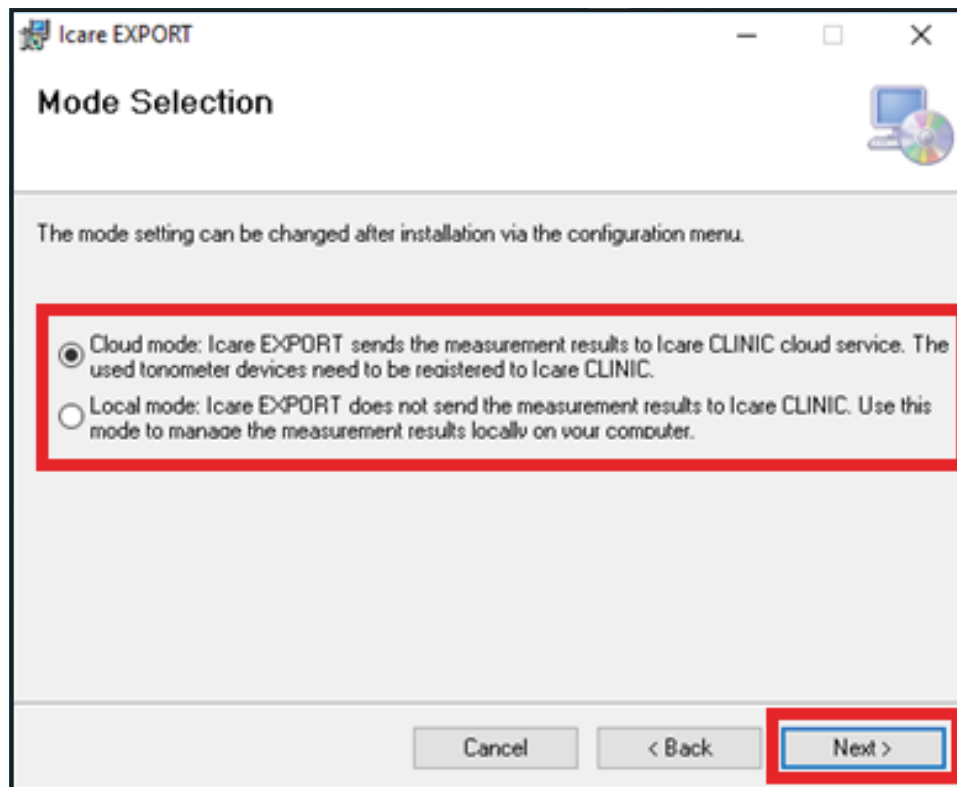 Icare EXPORT
Mode Selection
The mode setting can be changed after installation via the configuration menu.
Cloud mode: Icare EXPORT sends the measurement results to Icare CLINIC cloud service. The
used tonometer devices need to be registered to Icare CLINIC.
Local mode: Icare EXPORT does not send the measurement results to Icare CLINIC. Use this
mode to manage the measurement results locally on your computer.
Cancel
< Back
Next >